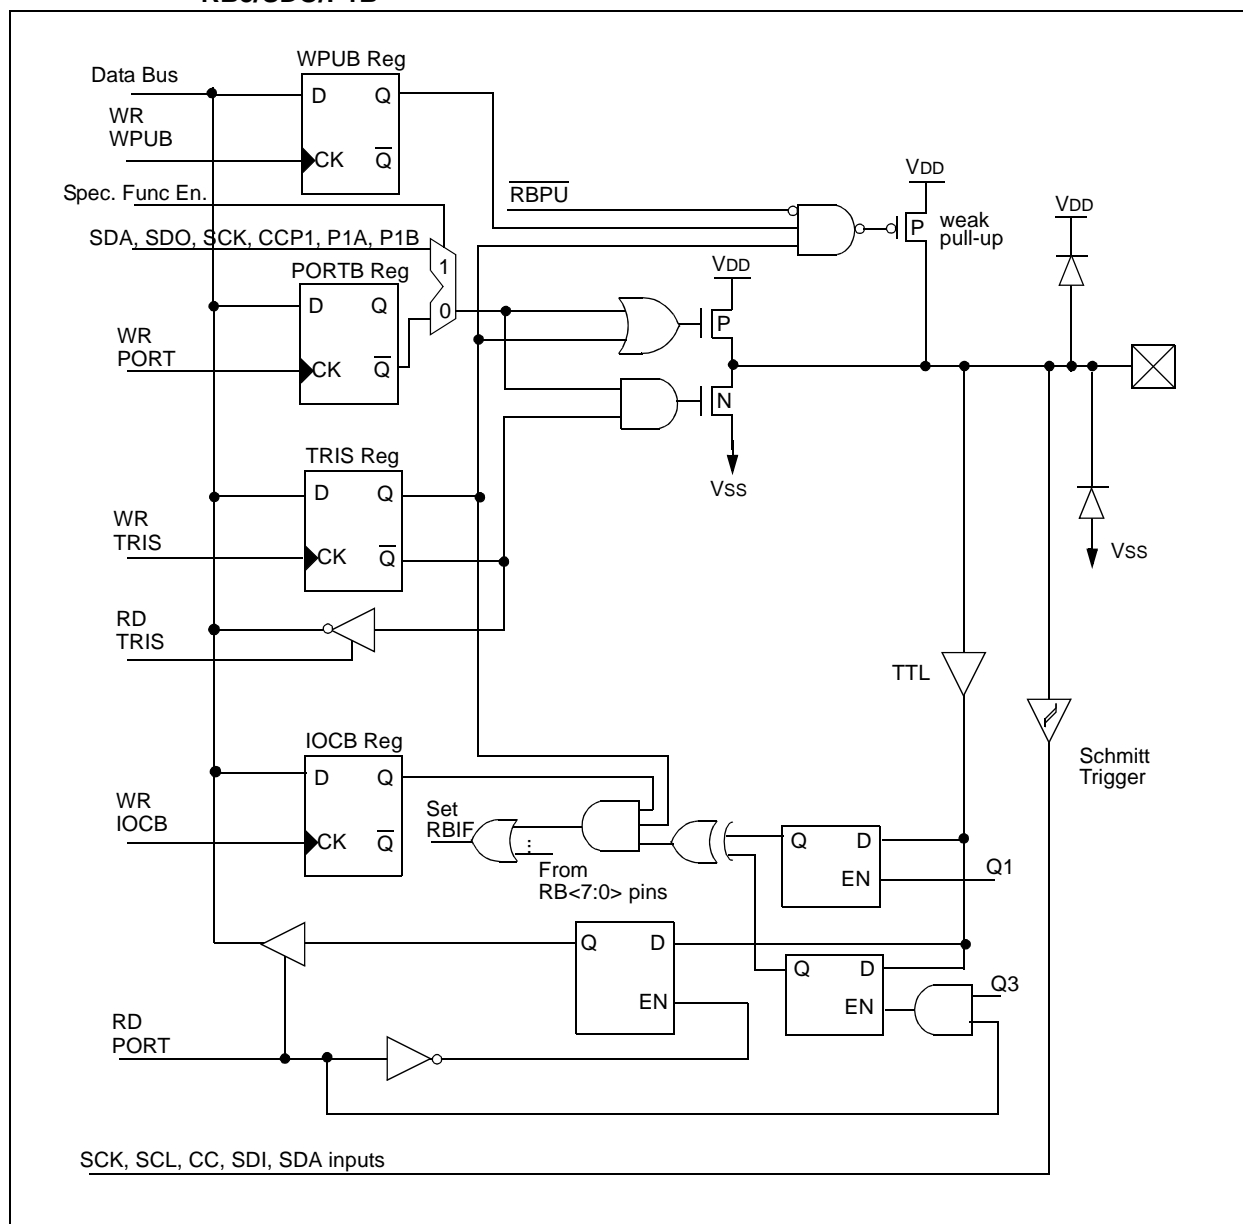 WPUB Reg
Data Bus
D Q
WR
WPUB
CK Q
Spec. Func En.
RBPU
VDD
P
weak
pull-up
VDD
SDA, SDO, SCK, CCP1, P1A, P1B
1
0
PORTB Reg
D Q
WR
PORT
CK Q
VDD
P
N
VSS
TRIS Reg
D Q
WR
TRIS
CK Q
VSS
RD
TRIS
TTL
Schmitt
Trigger
IOCB Reg
D Q
WR
IOCB
CK Q
Set
RBIF
...
From
RB<7:0> pins
Q D
EN
Q1
Q D
EN
Q D
EN
Q3
RD
PORT
SCK, SCL, CC, SDI, SDA inputs